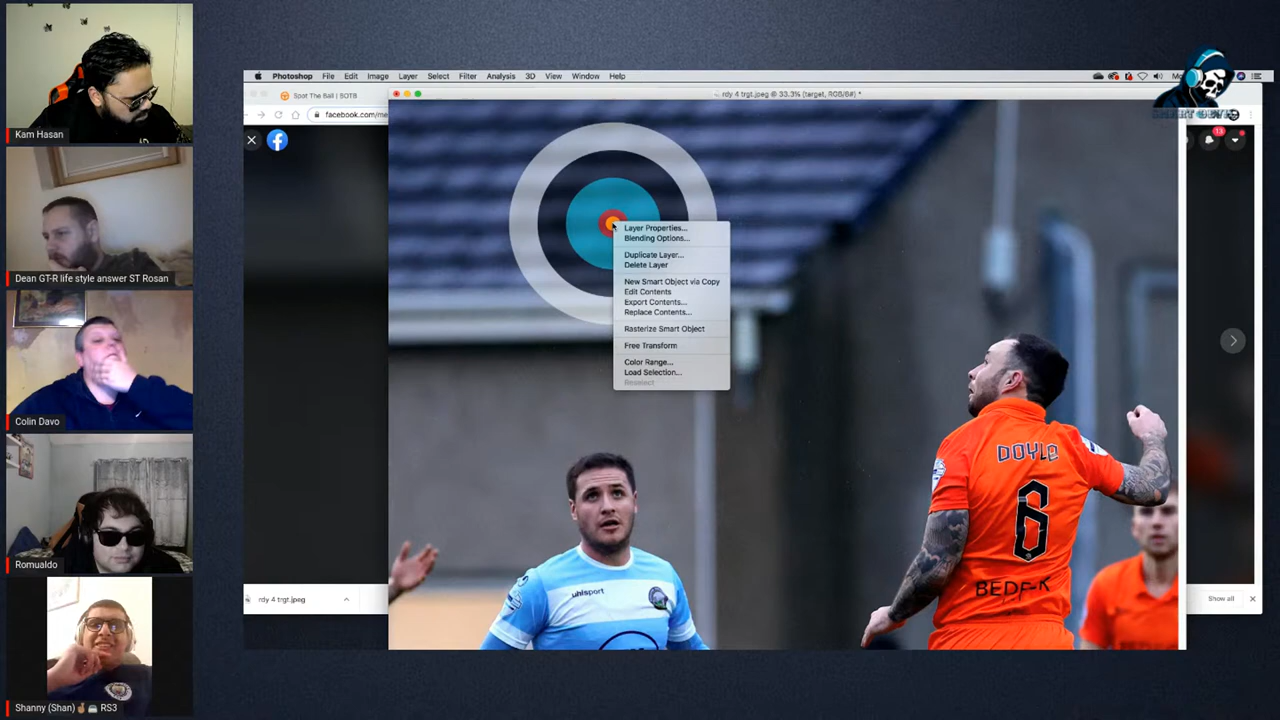 Kam Hasan
Dean GT-R life style answer ST Rosan
Colin Davo
Romualdo
Shanny (Shan) RS3
Photoshop File Edit Image Layer Select Filter Analysis 3D View Window Help
Spot The Ball | BOTB
rdy 4 trgt.jpeg @ 33.3% (target, RGB/8#) *
facebook.com/me
13
Layer Properties...
Blending Options...
Duplicate Layer...
Delete Layer
New Smart Object via Copy
Edit Contents
Export Contents...
Replace Contents...
Rasterize Smart Object
Free Transform
Color Range...
Load Selection...
Reselect
DOYLE
6
uhlsport
rdy 4 trgt.jpeg
Show all